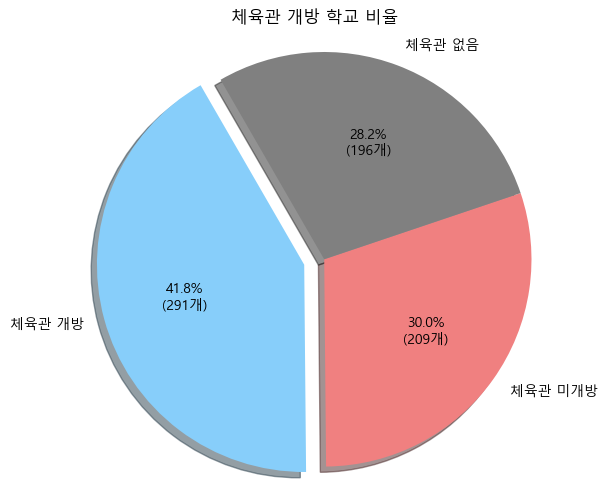 체육관 개방 학교 비율
체육관 없음
28.2%
(196개)
41.8%
(291개)
체육관 개방
30.0%
(209개)
체육관 미개방